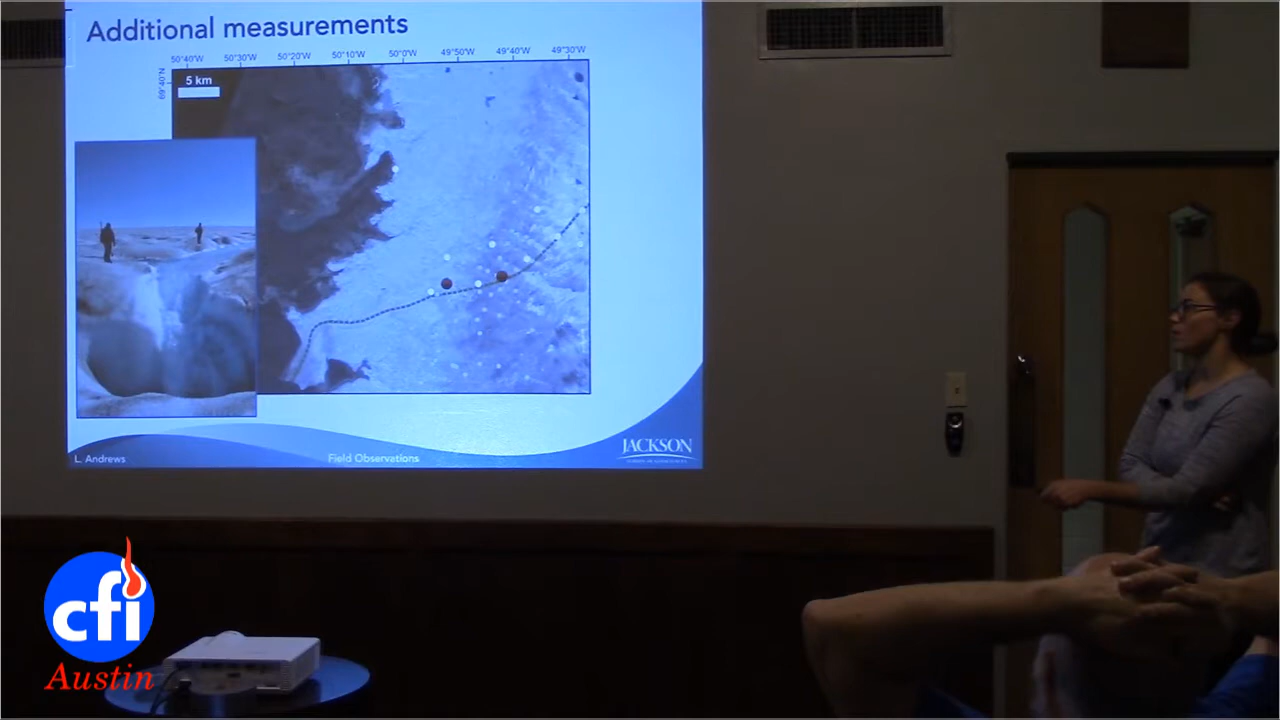 Additional measurements
50°40'W 50°30'W 50°20'W 50°10'W 50°0'W 49°50'W 49°40'W 49°30'W
69°40'N
5 km
L. Andrews
Field Observations
JACKSON
cfi
Austin